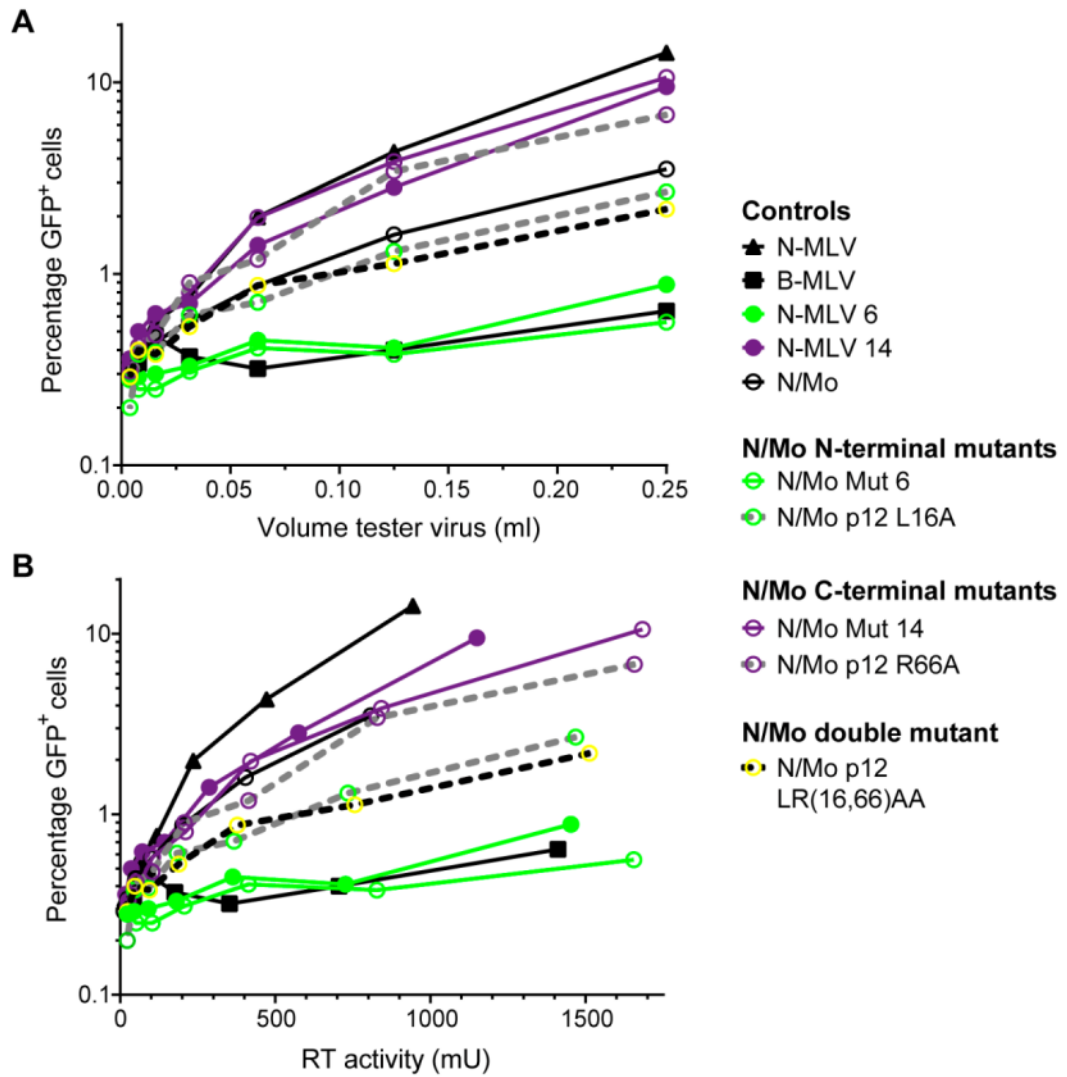 A
10
1
0.1
Percentage GFP+ cells
0.00 0.05 0.10 0.15 0.20 0.25
Volume tester virus (ml)
B
10
1
0.1
Percentage GFP+ cells
0 500 1000 1500
RT activity (mU)
Controls
N-MLV
B-MLV
N-MLV 6
N-MLV 14
N/Mo
N/Mo N-terminal mutants
N/Mo Mut 6
N/Mo p12 L16A
N/Mo C-terminal mutants
N/Mo Mut 14
N/Mo p12 R66A
N/Mo double mutant
N/Mo p12
LR(16,66)AA